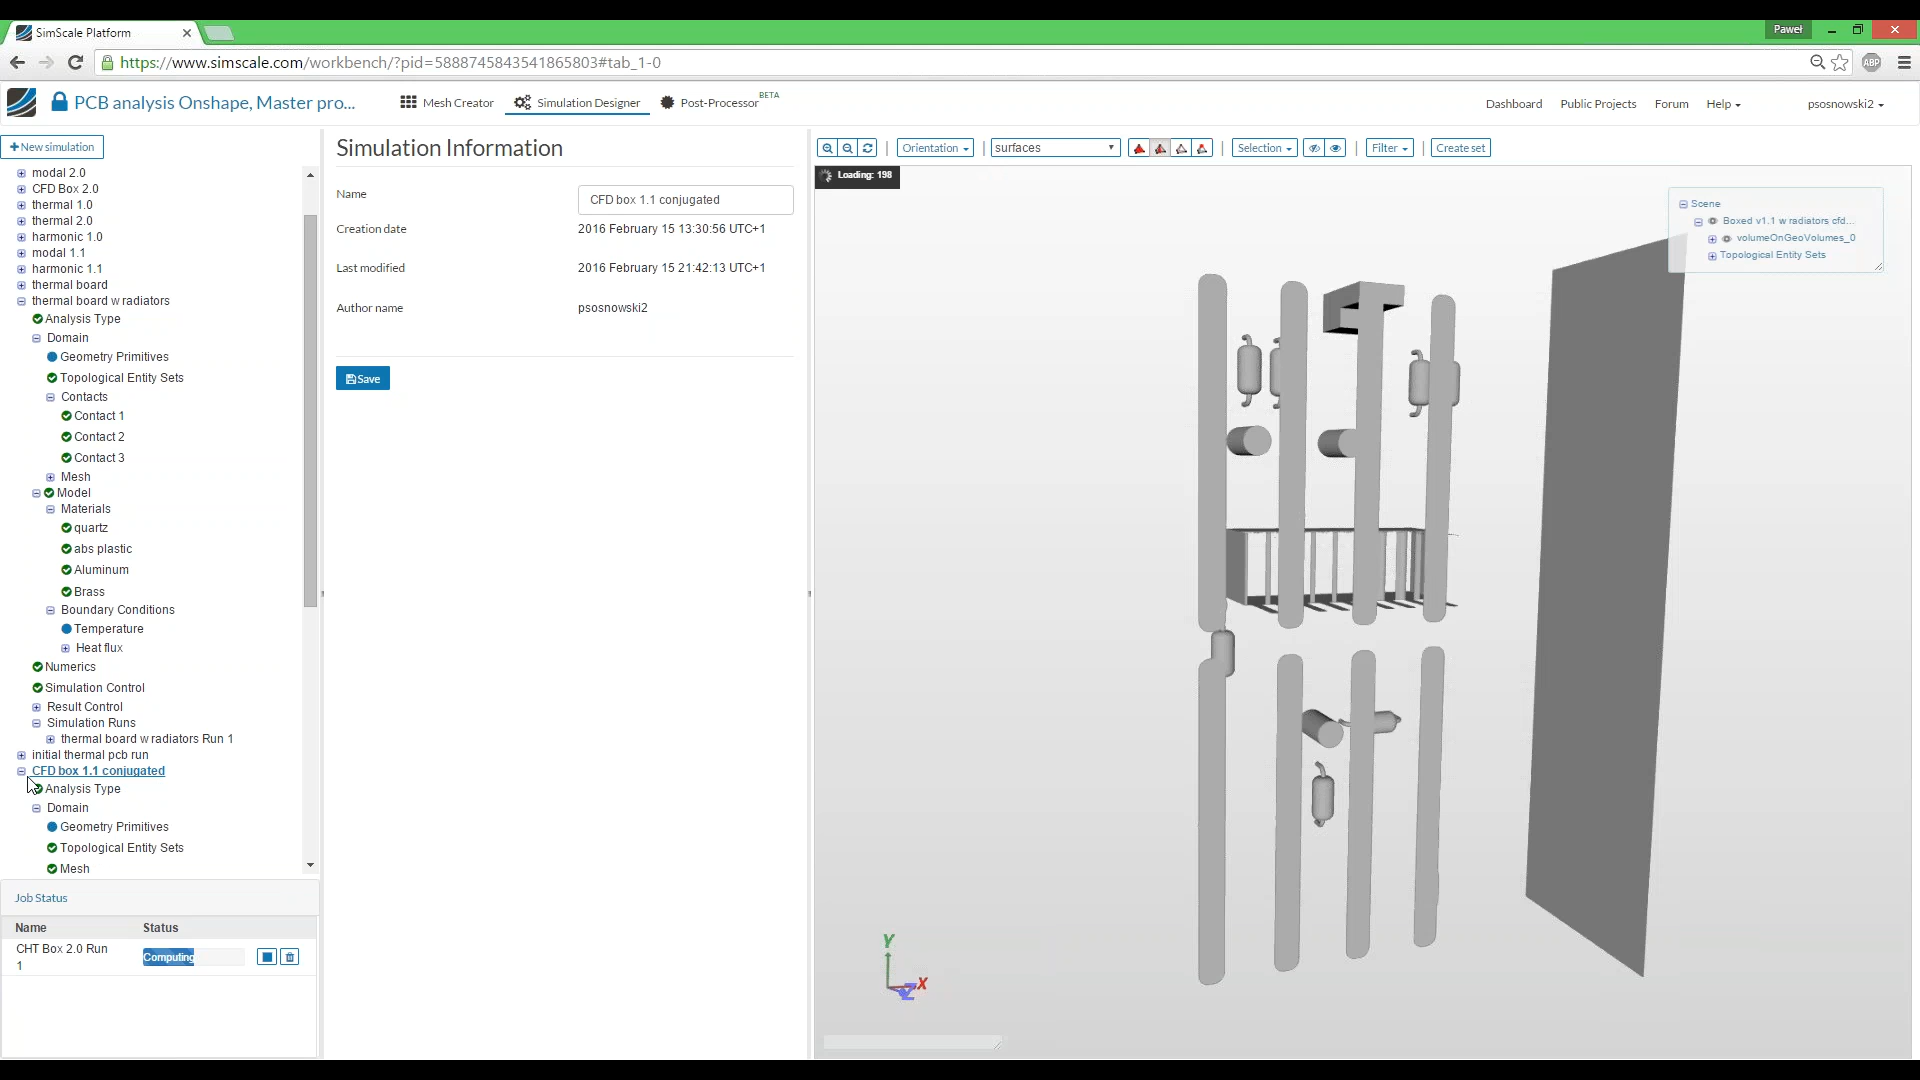 SimScale Platform
Paweł
https://www.simscale.com/workbench/?pid=5888745843541865803#tab_1-0
ABP
PCB analysis Onshape, Master pro...
Mesh Creator
Simulation Designer
Post-Processor BETA
Dashboard
Public Projects
Forum
Help
psosnowski2
New simulation
modal 2.0
CFD Box 2.0
thermal 1.0
thermal 2.0
harmonic 1.0
modal 1.1
harmonic 1.1
thermal board
thermal board w radiators
Analysis Type
Domain
Geometry Primitives
Topological Entity Sets
Contacts
Contact 1
Contact 2
Contact 3
Mesh
Model
Materials
quartz
abs plastic
Aluminum
Brass
Boundary Conditions
Temperature
Heat flux
Numerics
Simulation Control
Result Control
Simulation Runs
thermal board w radiators Run 1
initial thermal pcb run
CFD box 1.1 conjugated
Analysis Type
Domain
Geometry Primitives
Topological Entity Sets
Mesh
Job Status
Name Status
CHT Box 2.0 Run 1
Computing
Simulation Information
Name CFD box 1.1 conjugated
Creation date 2016 February 15 13:30:56 UTC+1
Last modified 2016 February 15 21:42:13 UTC+1
Author name psosnowski2
Save
Orientation
surfaces
Selection
Filter
Create set
Loading: 198
Scene
Boxed v1.1 w radiators cfd...
volumeOnGeoVolumes_0
Topological Entity Sets
Y
X
Z